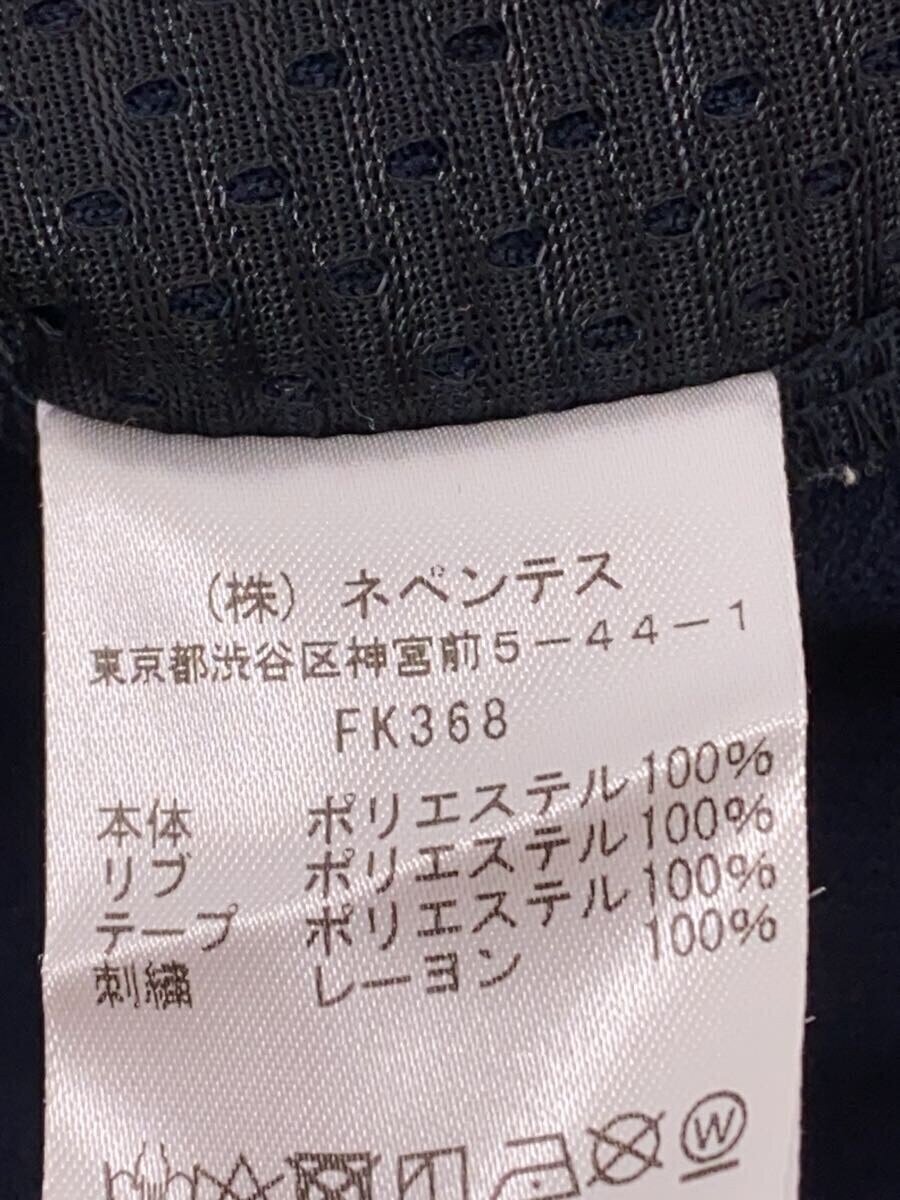 (株) ネペンテス
東京都渋谷区神宮前5-44-1
FK368
本体 ポリエステル100%
リブ ポリエステル100%
テープ ポリエステル100%
刺繍 レーヨン 100%
W